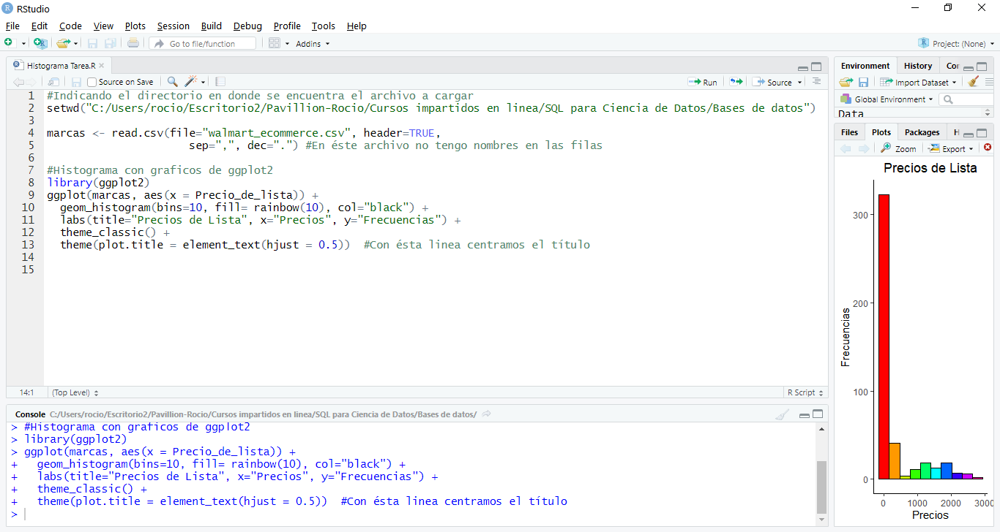 RStudio
File Edit Code View Plots Session Build Debug Profile Tools Help
Go to file/function Addins Project: (None)
Histograma Tarea.R
Source on Save Run Source
1 #Indicando el directorio en donde se encuentra el archivo a cargar
2 setwd("C:/Users/rocio/Escritorio2/Pavillion-Rocio/Cursos impartidos en linea/SQL para Ciencia de Datos/Bases de datos")
3
4 marcas <- read.csv(file="walmart_ecommerce.csv", header=TRUE,
5 sep=",", dec=".") #En éste archivo no tengo nombres en las filas
6
7 #Histograma con graficos de ggplot2
8 library(ggplot2)
9 ggplot(marcas, aes(x = Precio_de_lista)) +
10 geom_histogram(bins=10, fill= rainbow(10), col="black") +
11 labs(title="Precios de Lista", x="Precios", y="Frecuencias") +
12 theme_classic() +
13 theme(plot.title = element_text(hjust = 0.5)) #Con ésta linea centramos el título
14
15
14:1 (Top Level) R Script
Console C:/Users/rocio/Escritorio2/Pavillion-Rocio/Cursos impartidos en linea/SQL para Ciencia de Datos/Bases de datos/
> #Histograma con graficos de ggplot2
> library(ggplot2)
> ggplot(marcas, aes(x = Precio_de_lista)) +
+ geom_histogram(bins=10, fill= rainbow(10), col="black") +
+ labs(title="Precios de Lista", x="Precios", y="Frecuencias") +
+ theme_classic() +
+ theme(plot.title = element_text(hjust = 0.5)) #Con ésta linea centramos el título
>
Environment History Cor
Import Dataset
Global Environment
Data
Files Plots Packages H
Zoom Export
Precios de Lista
300
200
100
0
Frecuencias
0 1000 2000 3000
Precios